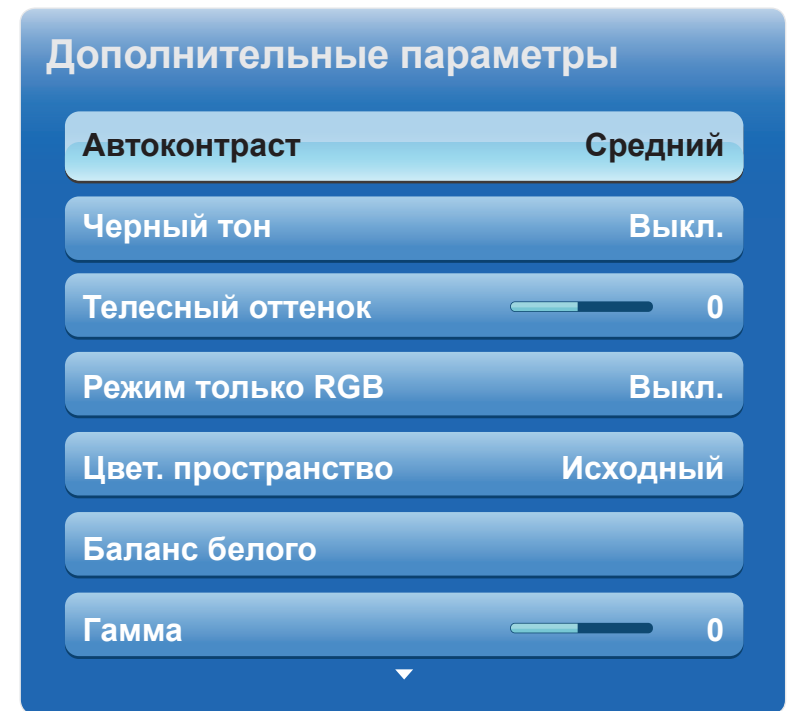 Дополнительные параметры
Автоконтраст Средний
Черный тон Выкл.
Телесный оттенок 0
Режим только RGB Выкл.
Цвет. пространство Исходный
Баланс белого
Гамма 0